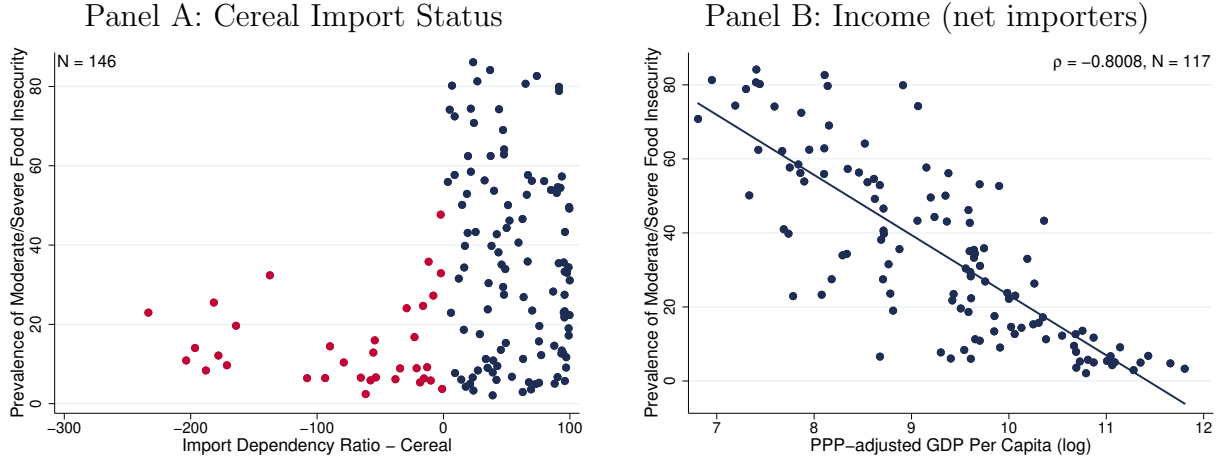 Panel A: Cereal Import Status
N = 146
Prevalence of Moderate/Severe Food Insecurity
80
60
40
20
0
−300
−200
−100
0
100
Import Dependency Ratio − Cereal
Panel B: Income (net importers)
ρ = −0.8008, N = 117
Prevalence of Moderate/Severe Food Insecurity
80
60
40
20
0
7
8
9
10
11
12
PPP−adjusted GDP Per Capita (log)